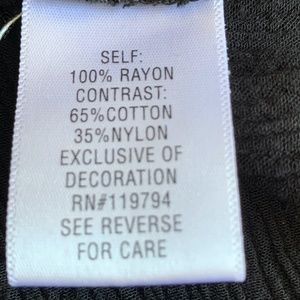 SELF:
100% RAYON
CONTRAST:
65%COTTON
35%NYLON
EXCLUSIVE OF
DECORATION
RN#119794
SEE REVERSE
FOR CARE